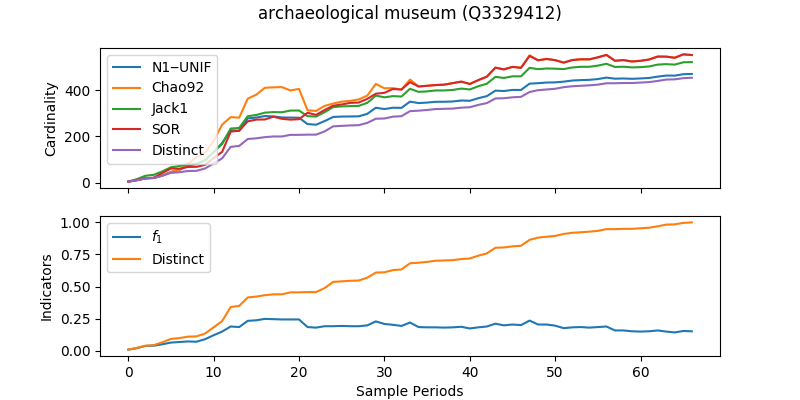 archaeological museum (Q3329412)
Cardinality
400
200
0
N1−UNIF
Chao92
Jack1
SOR
Distinct
Indicators
1.00
0.75
0.50
0.25
0.00
f1
Distinct
0 10 20 30 40 50 60
Sample Periods